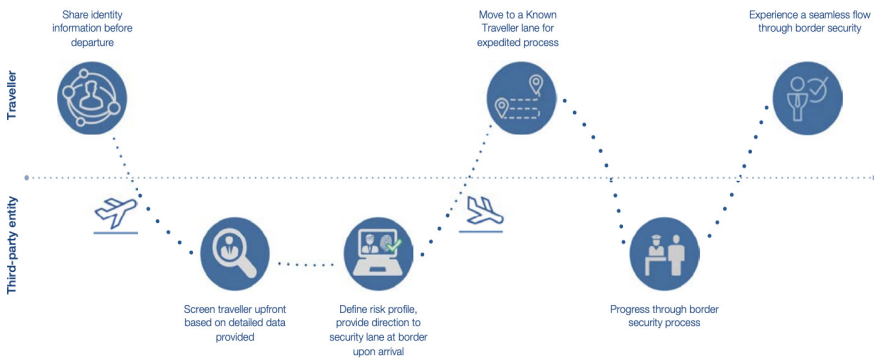 Share identity
information before
departure
Move to a Known
Traveller lane for
expedited process
Experience a seamless flow
through border security
Traveller
Third-party entity
Screen traveller upfront
based on detailed data
provided
Define risk profile,
provide direction to
security lane at border
upon arrival
Progress through border
security process